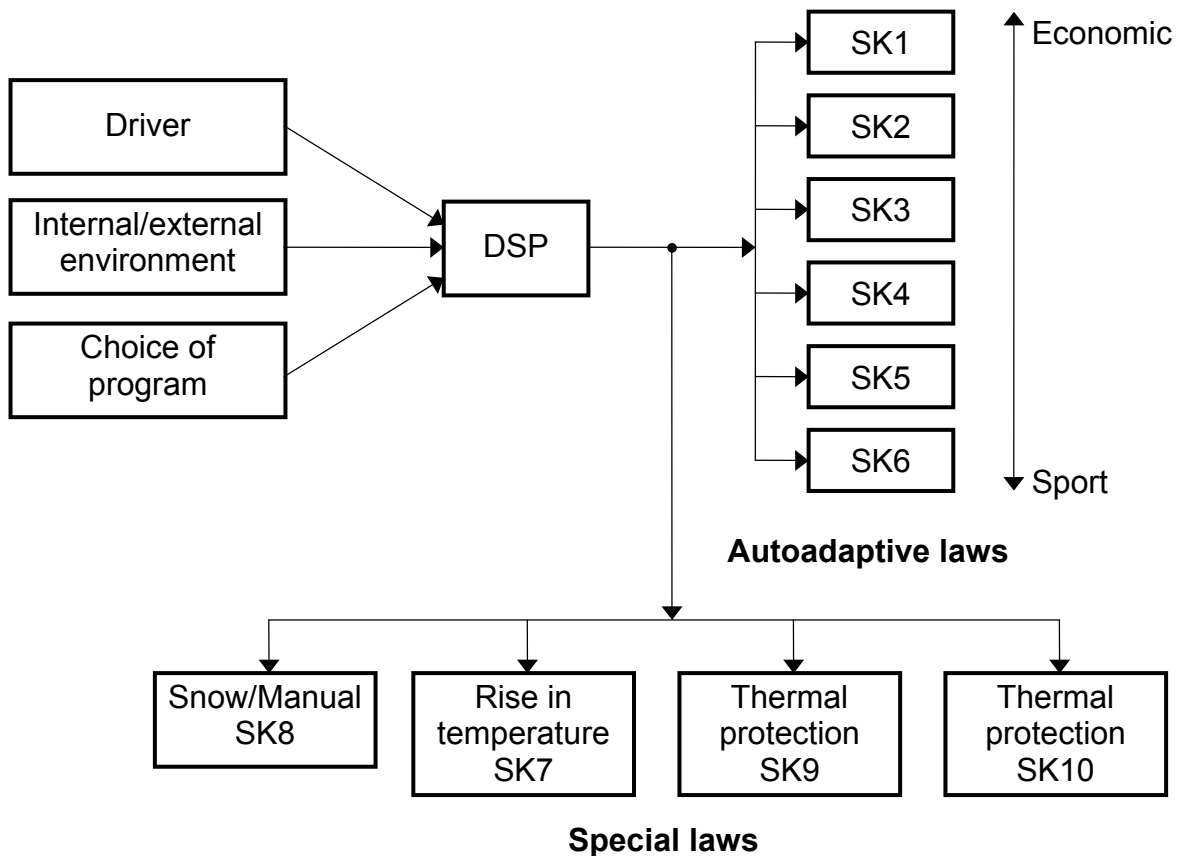 Driver
Internal/external
environment
Choice of
program
DSP
SK1
SK2
SK3
SK4
SK5
SK6
Economic
Sport
Autoadaptive laws
Snow/Manual
SK8
Rise in
temperature
SK7
Thermal
protection
SK9
Thermal
protection
SK10
Special laws